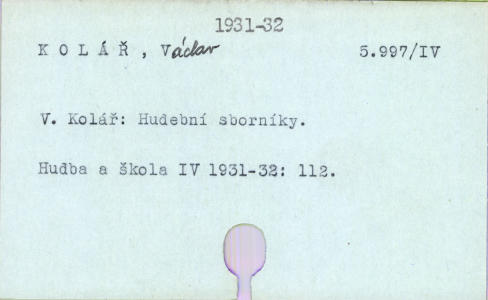 1931-32
K O L Á Ř , Václav 5.997/IV
V. Kolář: Hudební sborníky.
Hudba a škola IV 1931-32: 112.